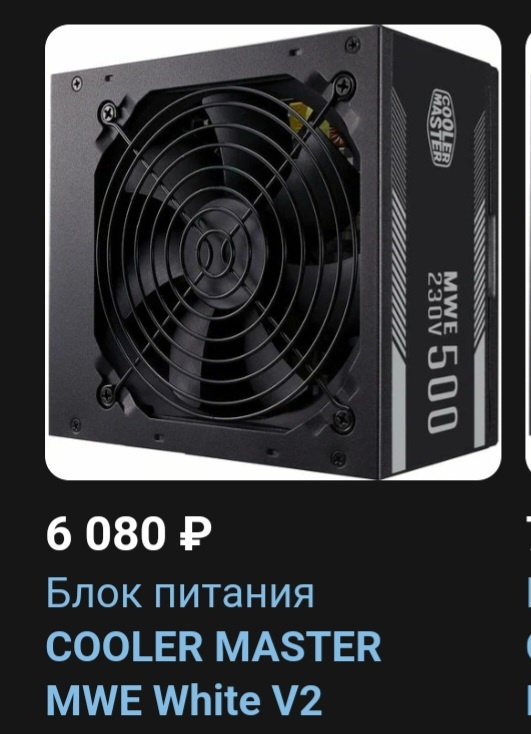 COOLER
MASTER
MWE 500
230V
6 080 ₽
Блок питания
COOLER MASTER
MWE White V2